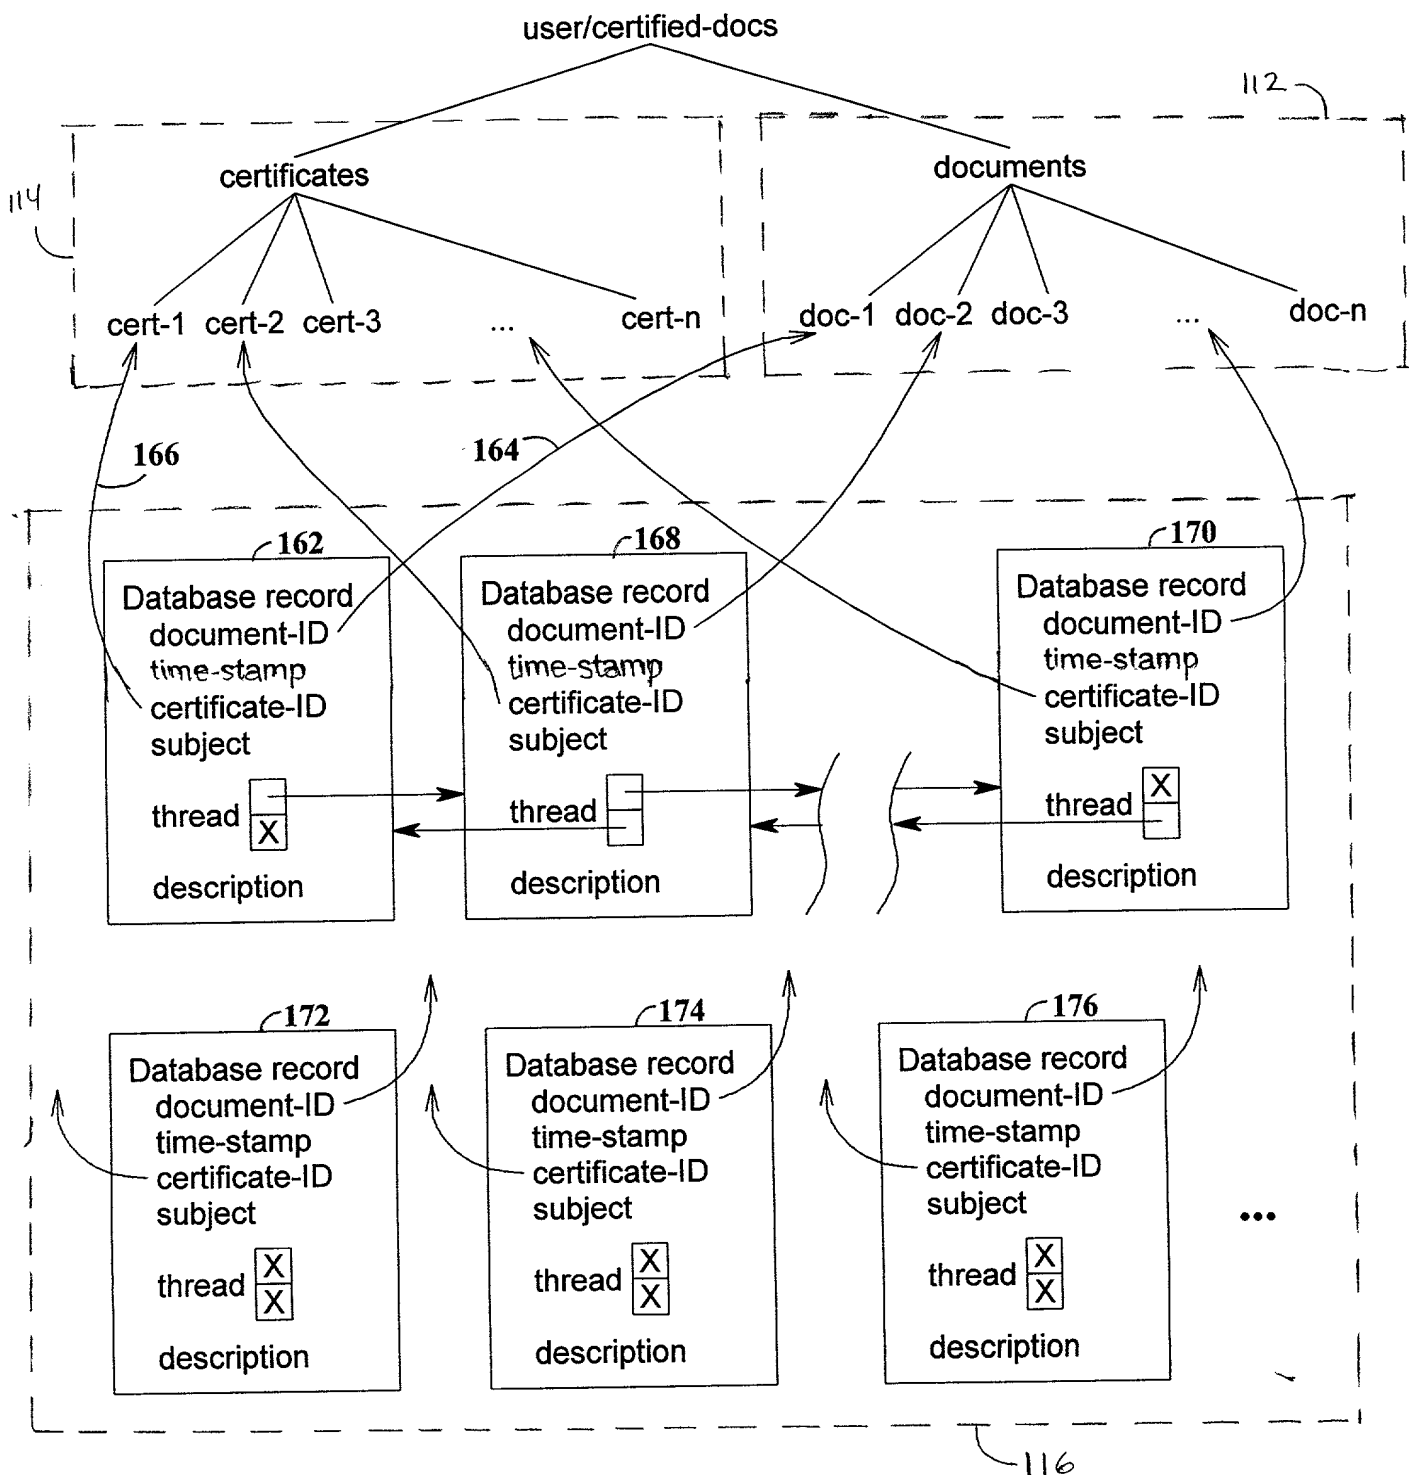 user/certified-docs
112
certificates
documents
114
cert-1 cert-2 cert-3 ... cert-n
doc-1 doc-2 doc-3 ... doc-n
166
164
162
Database record
document-ID
time-stamp
certificate-ID
subject
thread
X
description
168
Database record
document-ID
time-stamp
certificate-ID
subject
thread
description
170
Database record
document-ID
time-stamp
certificate-ID
subject
X
thread
description
172
Database record
document-ID
time-stamp
certificate-ID
subject
X
thread
X
description
174
Database record
document-ID
time-stamp
certificate-ID
subject
X
thread
X
description
176
Database record
document-ID
time-stamp
certificate-ID
subject
X
thread
X
description
...
116